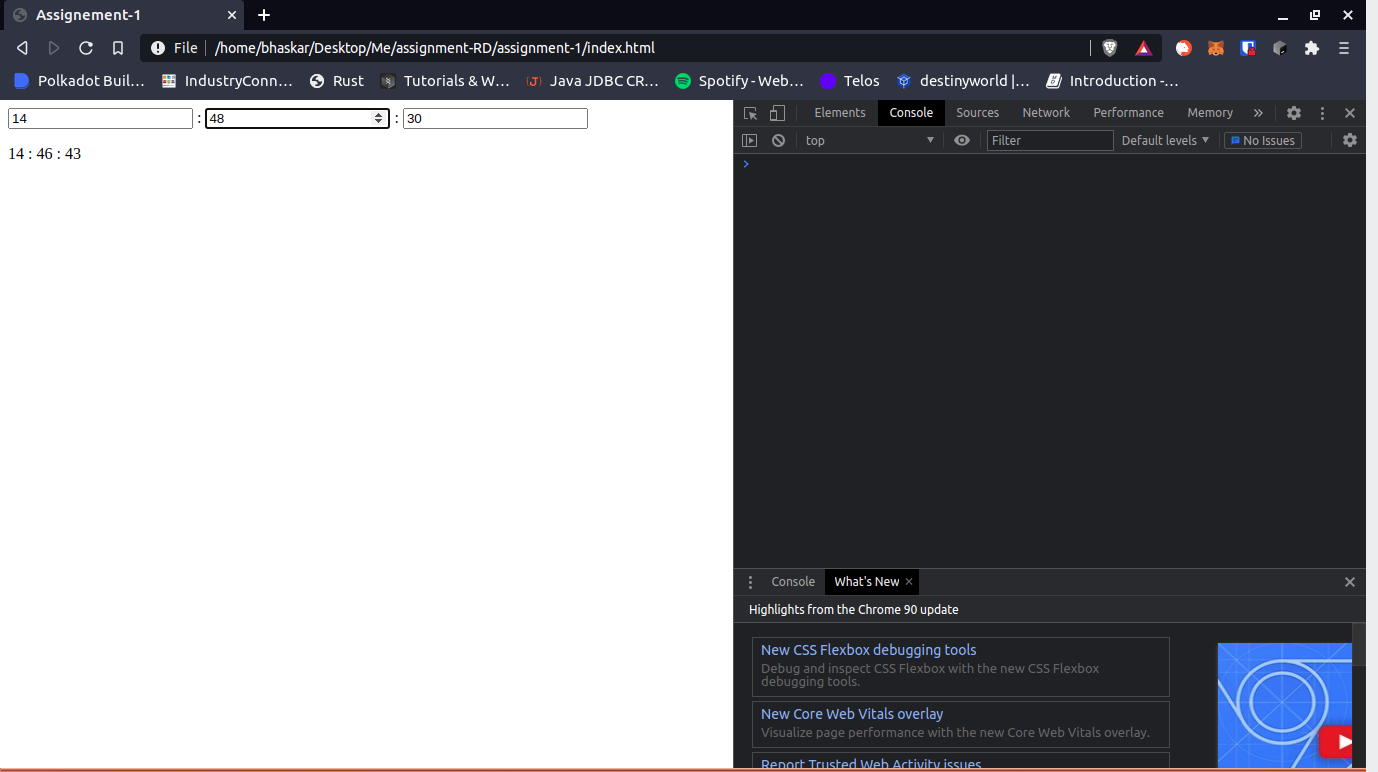 Assignement-1
File /home/bhaskar/Desktop/Me/assignment-RD/assignment-1/index.html
Polkadot Buil... IndustryConn... Rust Tutorials & W... Java JDBC CR... Spotify - Web... Telos destinyworld |... Introduction -...
14 : 48 : 30
14 : 46 : 43
Elements Console Sources Network Performance Memory »
top Filter Default levels No Issues
Console What's New
Highlights from the Chrome 90 update
New CSS Flexbox debugging tools
Debug and inspect CSS Flexbox with the new CSS Flexbox
debugging tools.
New Core Web Vitals overlay
Visualize page performance with the new Core Web Vitals overlay.
Report Trusted Web Activity issues